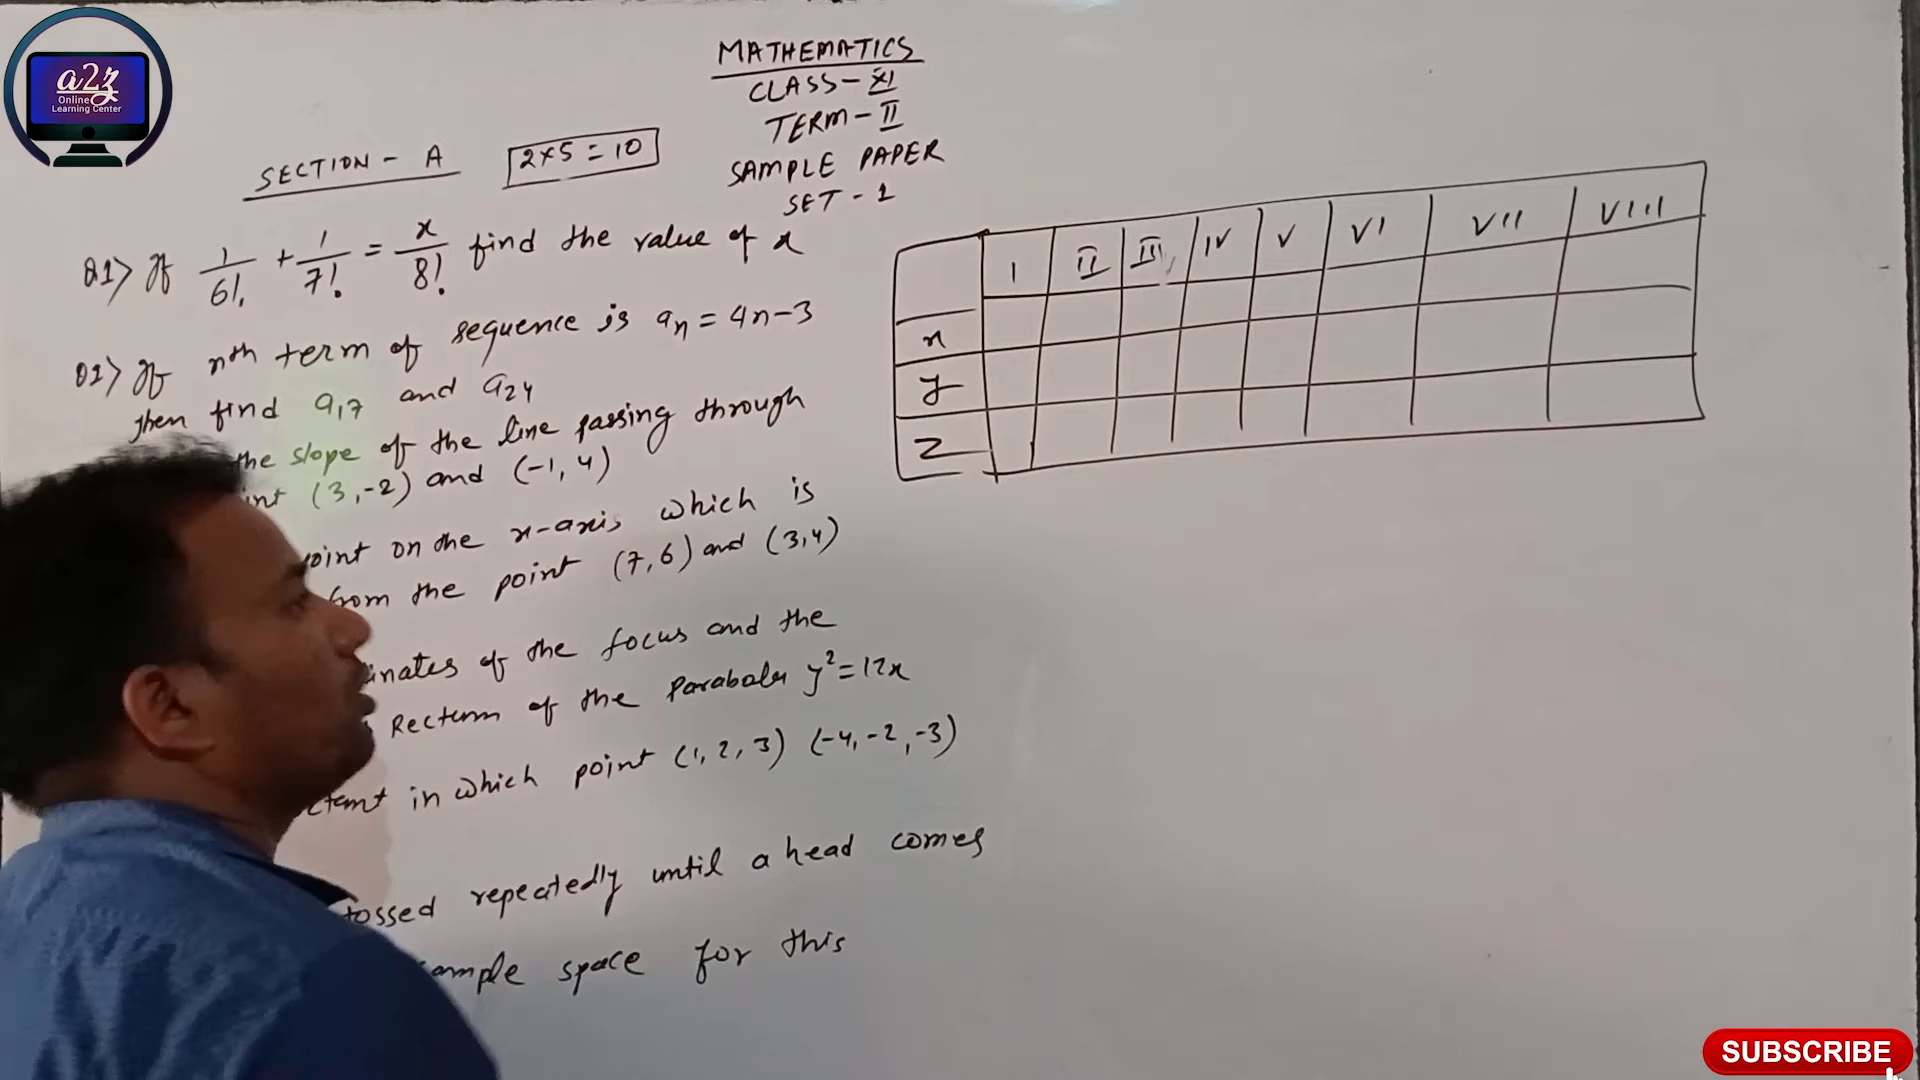 a2z
Online
Learning Center
MATHEMATICS
CLASS - XI
TERM - II
SAMPLE PAPER
SET - 1
SECTION - A 2×5 = 10
Q1> If 1/6! + 1/7! = x/8! find the value of x
Q2> If nth term of sequence is an = 4n-3
then find a17 and a24
the slope of the line passing through
(3,-2) and (-1, 4)
on the x-axis which is
from the point (7,6) and (3,4)
of the focus and the
Rectum of the Parabola y² = 12x
in which point (1, 2, 3) (-4, -2, -3)
tossed repeatedly until a head comes
space for this
I II III IV V VI VII VIII
x
y
Z
SUBSCRIBE